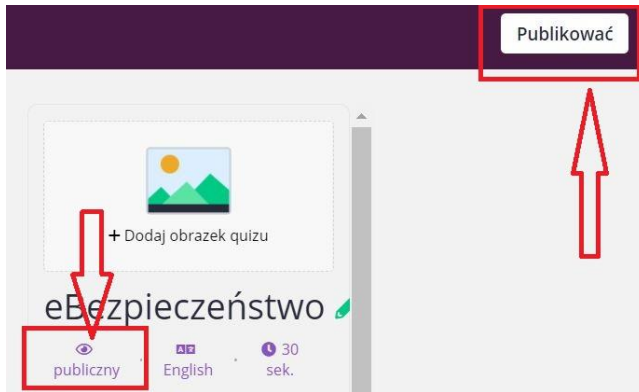 Publikować
+ Dodaj obrazek quizu
eBezpieczeństwo
publiczny · English · 30 sek.